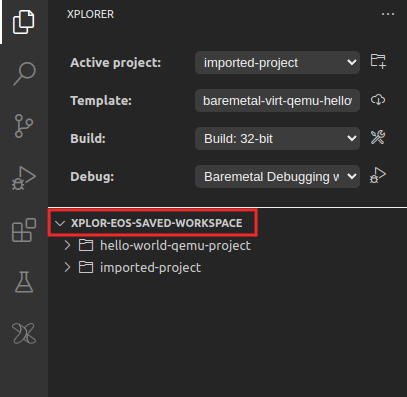 XPLORER
Active project: imported-project
Template: baremetal-virt-qemu-hello
Build: Build: 32-bit
Debug: Baremetal Debugging w
XPLOR-EOS-SAVED-WORKSPACE
hello-world-qemu-project
imported-project